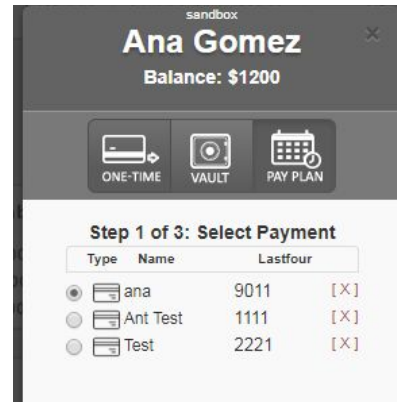 sandbox
Ana Gomez
×
Balance: $1200
ONE-TIME VAULT PAY PLAN
Step 1 of 3: Select Payment
Type Name Lastfour
ana 9011 [X]
Ant Test 1111 [X]
Test 2221 [X]